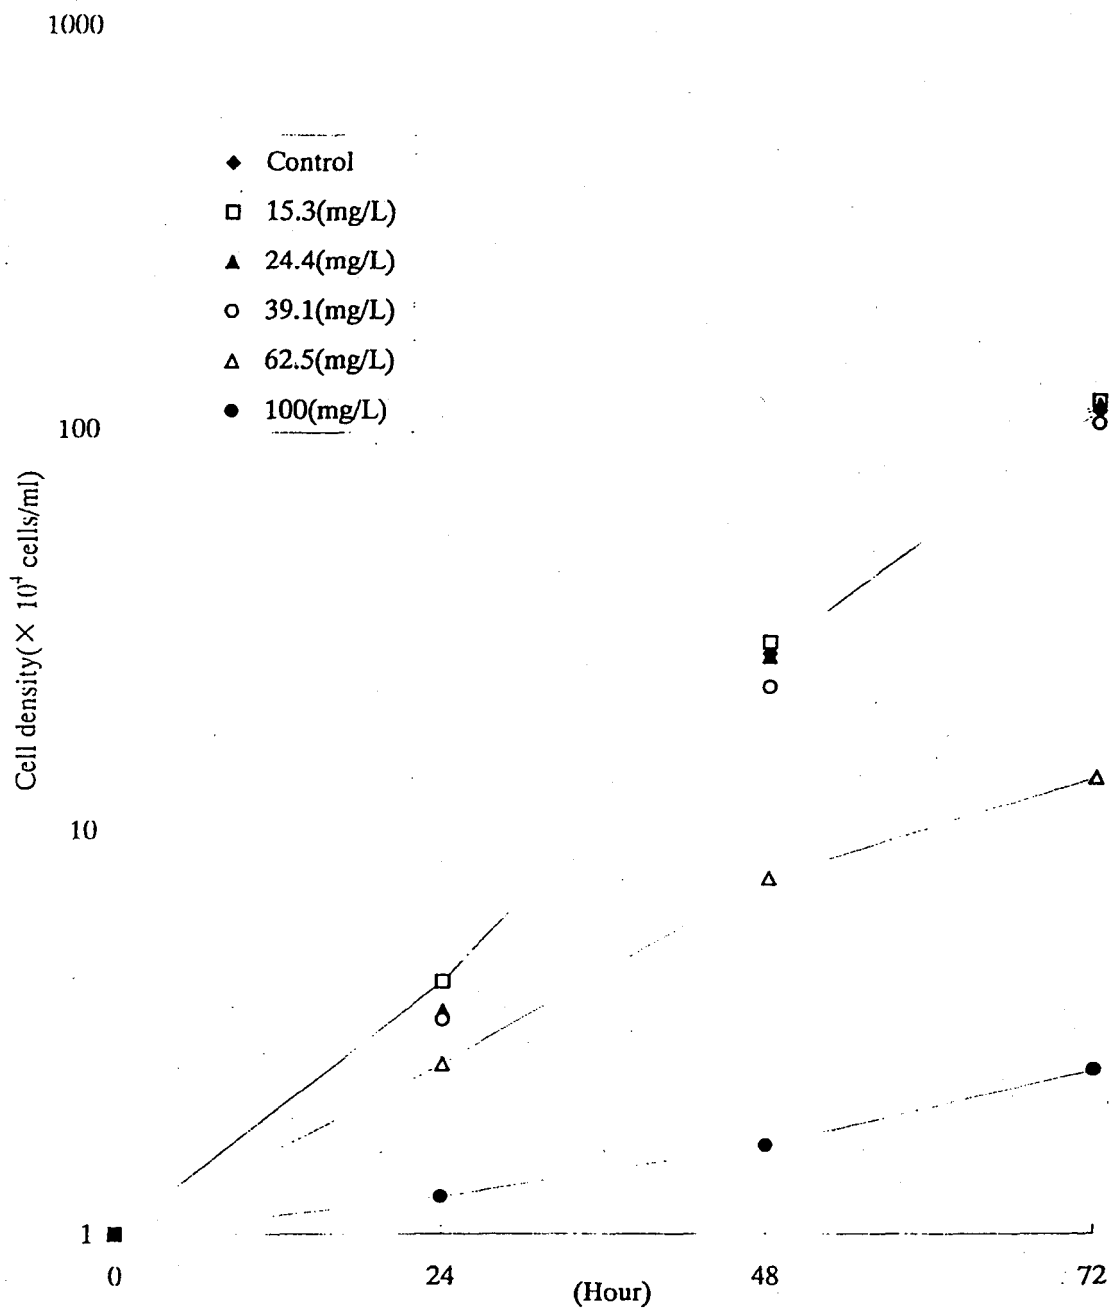 1000
Control
15.3(mg/L)
24.4(mg/L)
39.1(mg/L)
62.5(mg/L)
100(mg/L)
100
Cell density(× 10⁴ cells/ml)
10
1
0
24
48
72
(Hour)